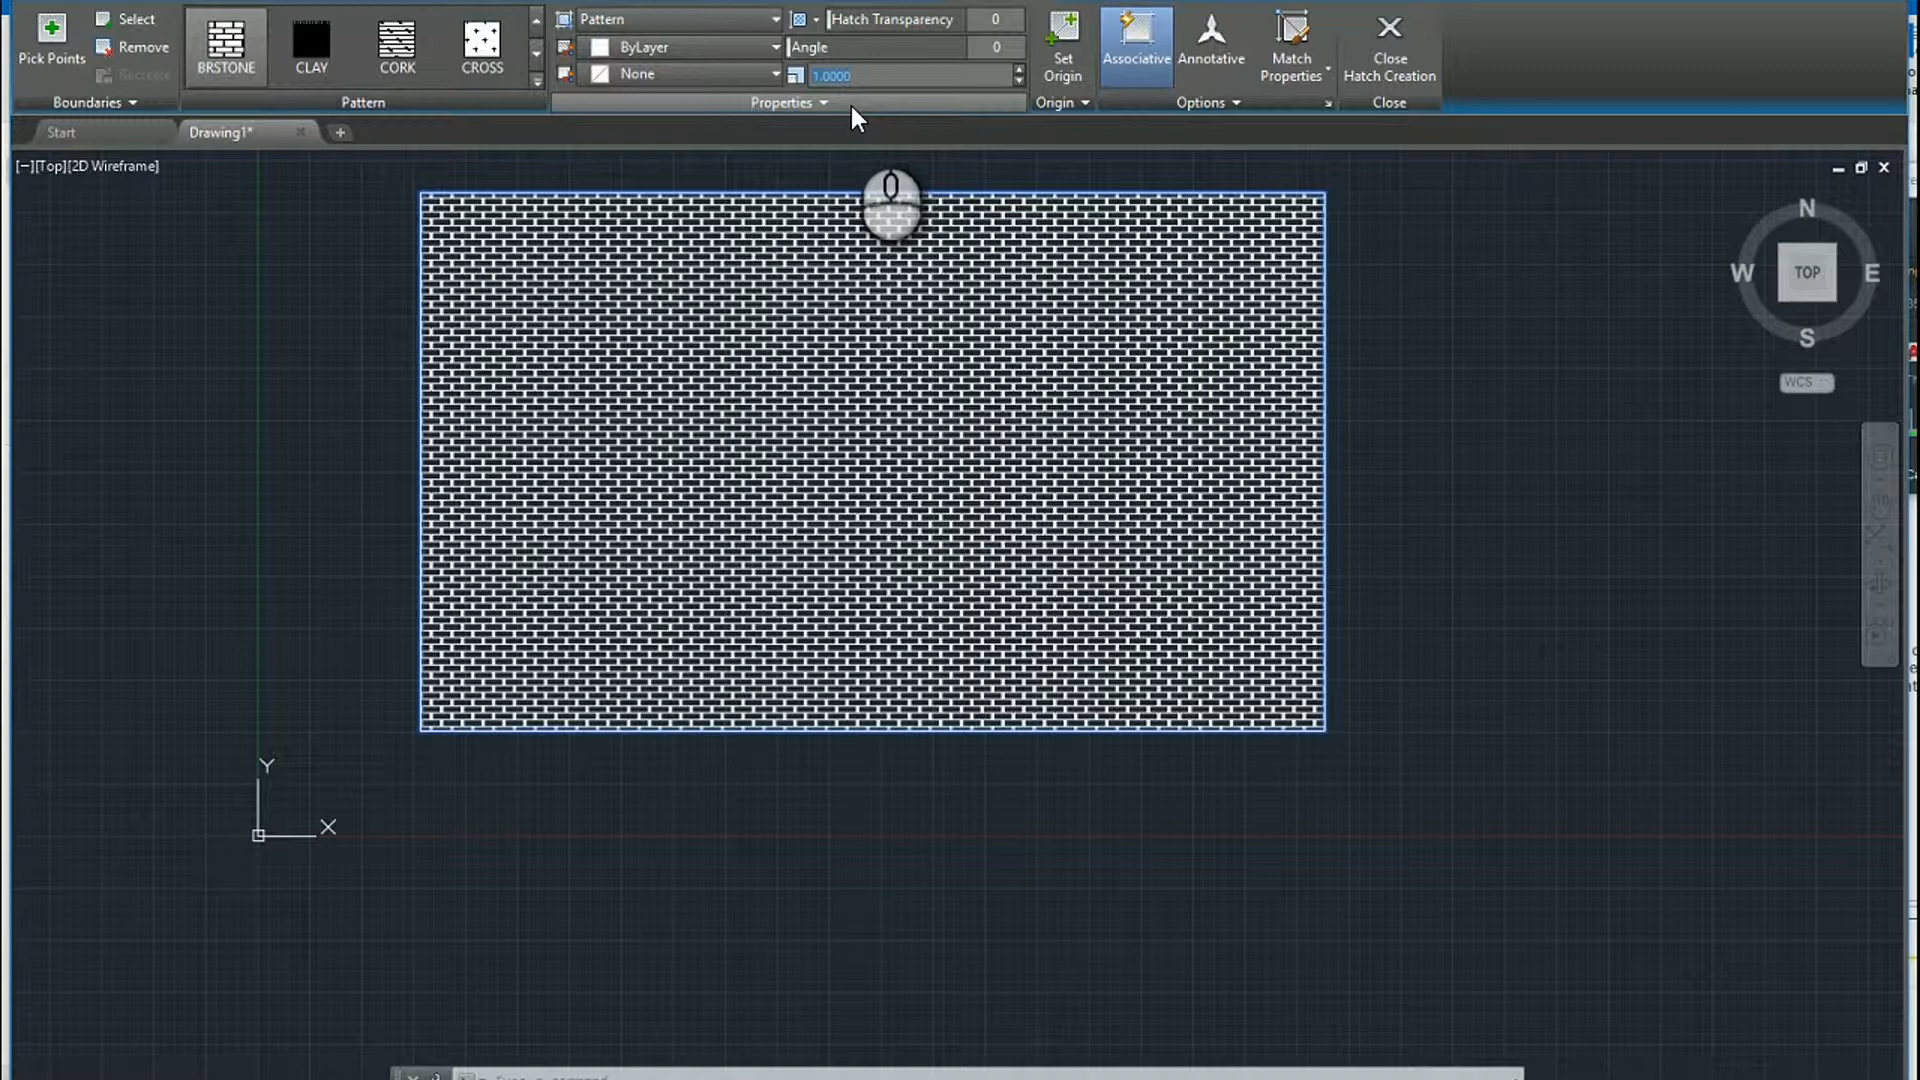 Pick Points
Select
Remove
Recreate
Boundaries
BRSTONE
CLAY
CORK
CROSS
Pattern
Pattern
ByLayer
None
Hatch Transparency 0
Angle 0
1.0000
Properties
Set
Origin
Origin
Associative
Annotative
Match
Properties
Options
Close
Hatch Creation
Close
Start
Drawing1*
[−][Top][2D Wireframe]
N
W TOP E
S
WCS
Y
X